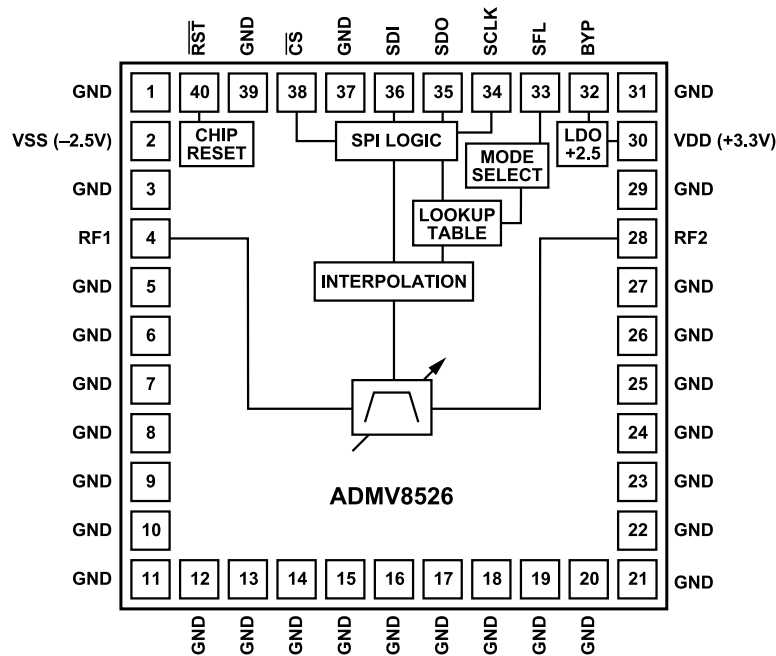 R̅S̅T̅ GND C̅S̅ GND SDI SDO SCLK SFL BYP
GND 1 40 39 38 37 36 35 34 33 32 31 GND
VSS (–2.5V) 2 CHIP SPI LOGIC LDO 30 VDD (+3.3V)
RESET +2.5
MODE
SELECT
GND 3 29 GND
LOOKUP
TABLE
RF1 4 28 RF2
INTERPOLATION
GND 5 27 GND
GND 6 26 GND
GND 7 25 GND
GND 8 24 GND
GND 9 23 GND
ADMV8526
GND 10 22 GND
GND 11 12 13 14 15 16 17 18 19 20 21 GND
GND GND GND GND GND GND GND GND GND